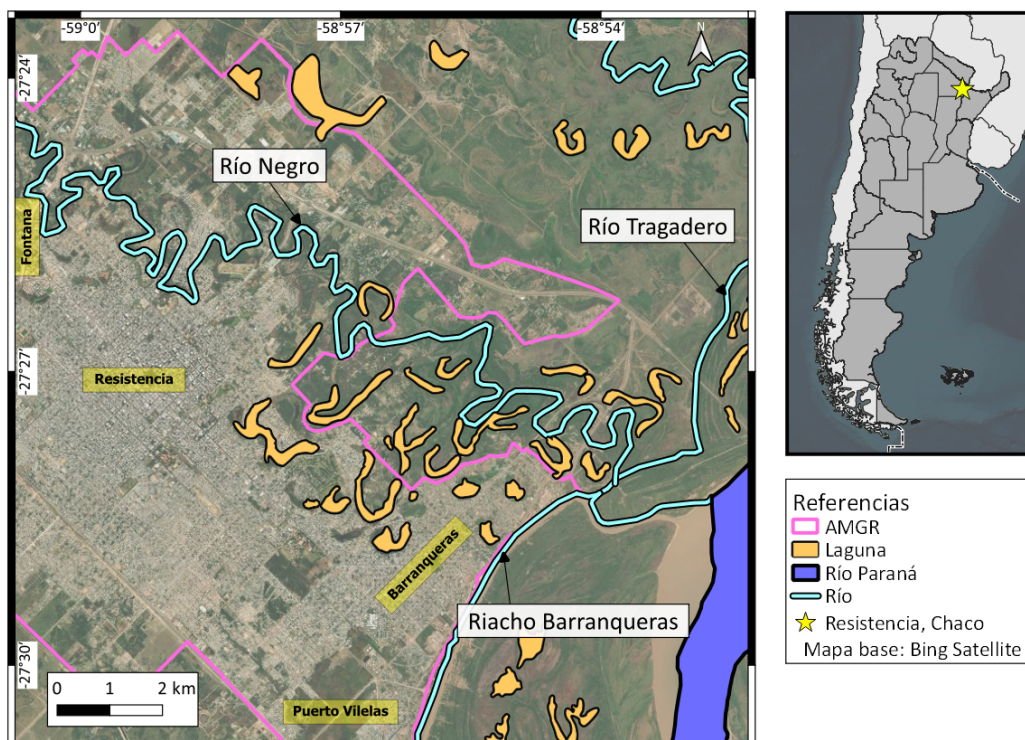 -59°0'
-58°57'
-58°54'
N
-27°24'
Río Negro
Río Tragadero
Fontana
-27°27'
Resistencia
Barranqueras
Riacho Barranqueras
-27°30'
0 1 2 km
Puerto Vilelas
Referencias
AMGR
Laguna
Río Paraná
Río
Resistencia, Chaco
Mapa base: Bing Satellite